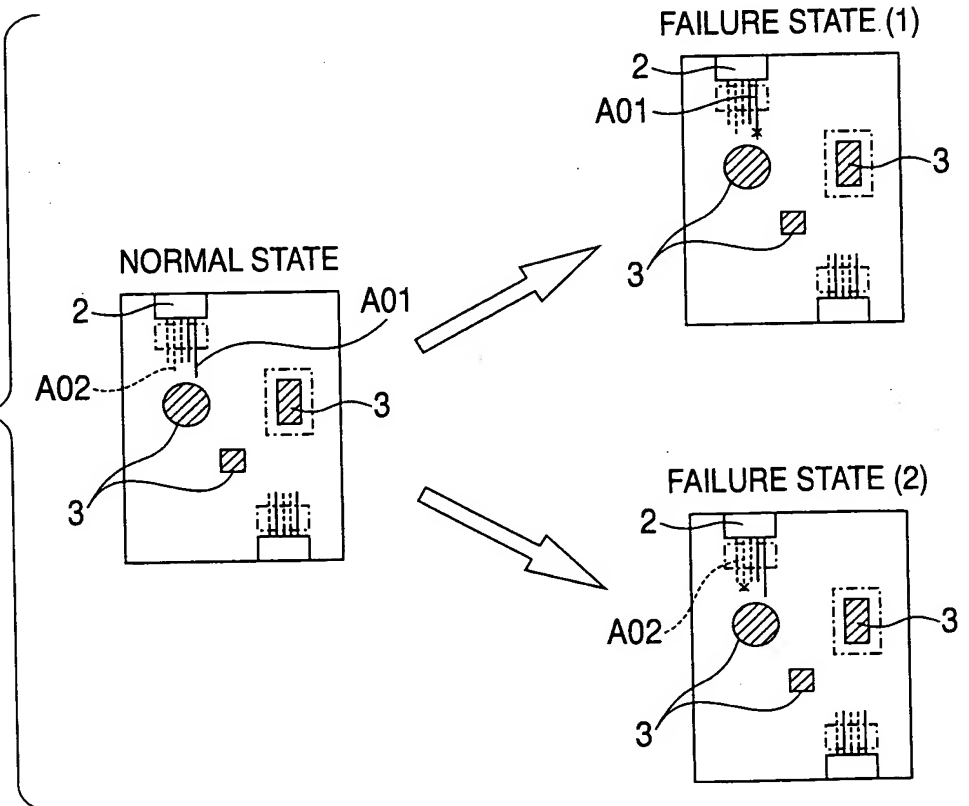 NORMAL STATE
2
A01
A02
3
3
FAILURE STATE (1)
2
A01
3
3
FAILURE STATE (2)
2
A02
3
3